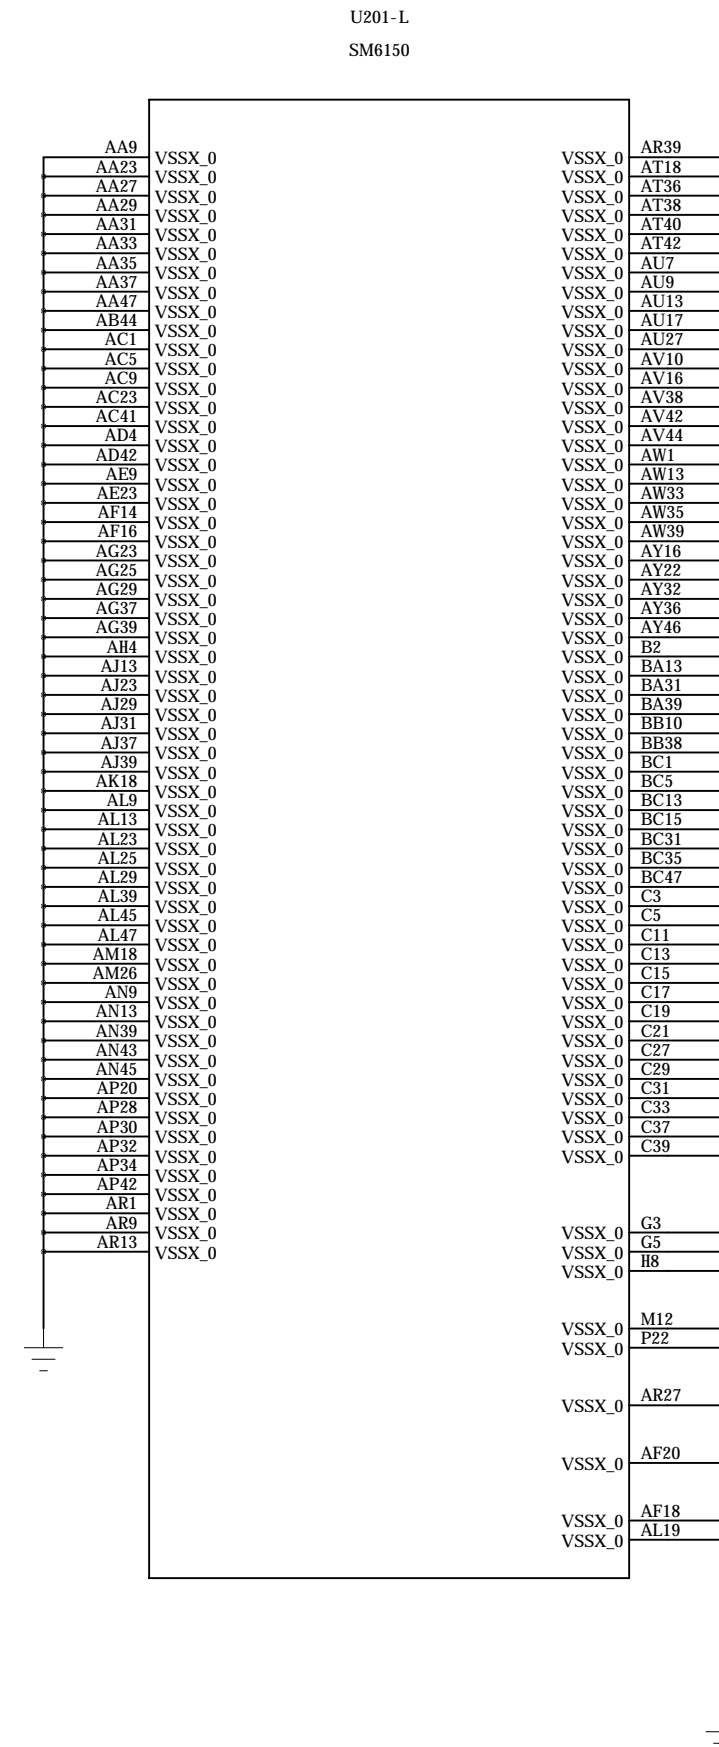 U201-L
SM6150
AA9 VSSX_0 VSSX_0 AR39
AA23 VSSX_0 VSSX_0 AT18
AA27 VSSX_0 VSSX_0 AT36
AA29 VSSX_0 VSSX_0 AT38
AA31 VSSX_0 VSSX_0 AT40
AA33 VSSX_0 VSSX_0 AT42
AA35 VSSX_0 VSSX_0 AU7
AA37 VSSX_0 VSSX_0 AU9
AA47 VSSX_0 VSSX_0 AU13
AB44 VSSX_0 VSSX_0 AU17
AC1 VSSX_0 VSSX_0 AU27
AC5 VSSX_0 VSSX_0 AV10
AC9 VSSX_0 VSSX_0 AV16
AC23 VSSX_0 VSSX_0 AV38
AC41 VSSX_0 VSSX_0 AV42
AD4 VSSX_0 VSSX_0 AV44
AD42 VSSX_0 VSSX_0 AW1
AE9 VSSX_0 VSSX_0 AW13
AE23 VSSX_0 VSSX_0 AW33
AF14 VSSX_0 VSSX_0 AW35
AF16 VSSX_0 VSSX_0 AW39
AG23 VSSX_0 VSSX_0 AY16
AG25 VSSX_0 VSSX_0 AY22
AG29 VSSX_0 VSSX_0 AY32
AG37 VSSX_0 VSSX_0 AY36
AG39 VSSX_0 VSSX_0 AY46
AH4 VSSX_0 VSSX_0 B2
AJ13 VSSX_0 VSSX_0 BA13
AJ23 VSSX_0 VSSX_0 BA31
AJ29 VSSX_0 VSSX_0 BA39
AJ31 VSSX_0 VSSX_0 BB10
AJ37 VSSX_0 VSSX_0 BB38
AJ39 VSSX_0 VSSX_0 BC1
AK18 VSSX_0 VSSX_0 BC5
AL9 VSSX_0 VSSX_0 BC13
AL13 VSSX_0 VSSX_0 BC15
AL23 VSSX_0 VSSX_0 BC31
AL25 VSSX_0 VSSX_0 BC35
AL29 VSSX_0 VSSX_0 BC47
AL39 VSSX_0 VSSX_0 C3
AL45 VSSX_0 VSSX_0 C5
AL47 VSSX_0 VSSX_0 C11
AM18 VSSX_0 VSSX_0 C13
AM26 VSSX_0 VSSX_0 C15
AN9 VSSX_0 VSSX_0 C17
AN13 VSSX_0 VSSX_0 C19
AN39 VSSX_0 VSSX_0 C21
AN43 VSSX_0 VSSX_0 C27
AN45 VSSX_0 VSSX_0 C29
AP20 VSSX_0 VSSX_0 C31
AP28 VSSX_0 VSSX_0 C33
AP30 VSSX_0 VSSX_0 C37
AP32 VSSX_0 VSSX_0 C39
AP34 VSSX_0
AP42 VSSX_0
AR1 VSSX_0
AR9 VSSX_0 VSSX_0 G3
AR13 VSSX_0 VSSX_0 G5
VSSX_0 H8
VSSX_0 M12
VSSX_0 P22
VSSX_0 AR27
VSSX_0 AF20
VSSX_0 AF18
VSSX_0 AL19